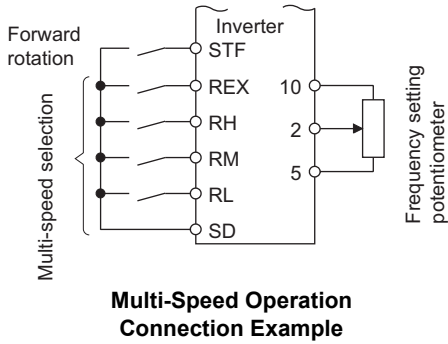 Inverter
Forward
rotation
STF
REX
RH
RM
RL
SD
Multi-speed selection
10
2
5
Frequency setting
potentiometer
Multi-Speed Operation
Connection Example